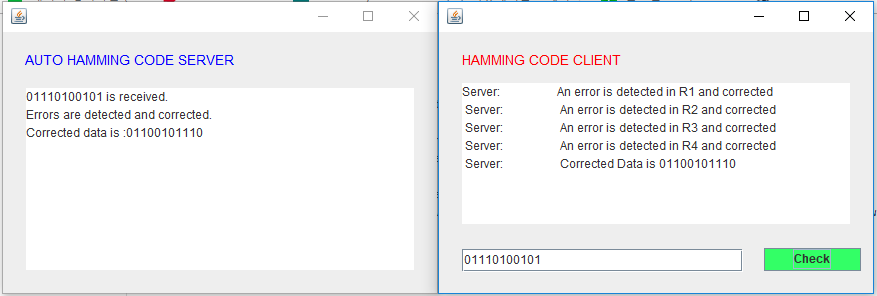 AUTO HAMMING CODE SERVER
01110100101 is received.
Errors are detected and corrected.
Corrected data is :01100101110
HAMMING CODE CLIENT
Server: An error is detected in R1 and corrected
Server: An error is detected in R2 and corrected
Server: An error is detected in R3 and corrected
Server: An error is detected in R4 and corrected
Server: Corrected Data is 01100101110
01110100101
Check